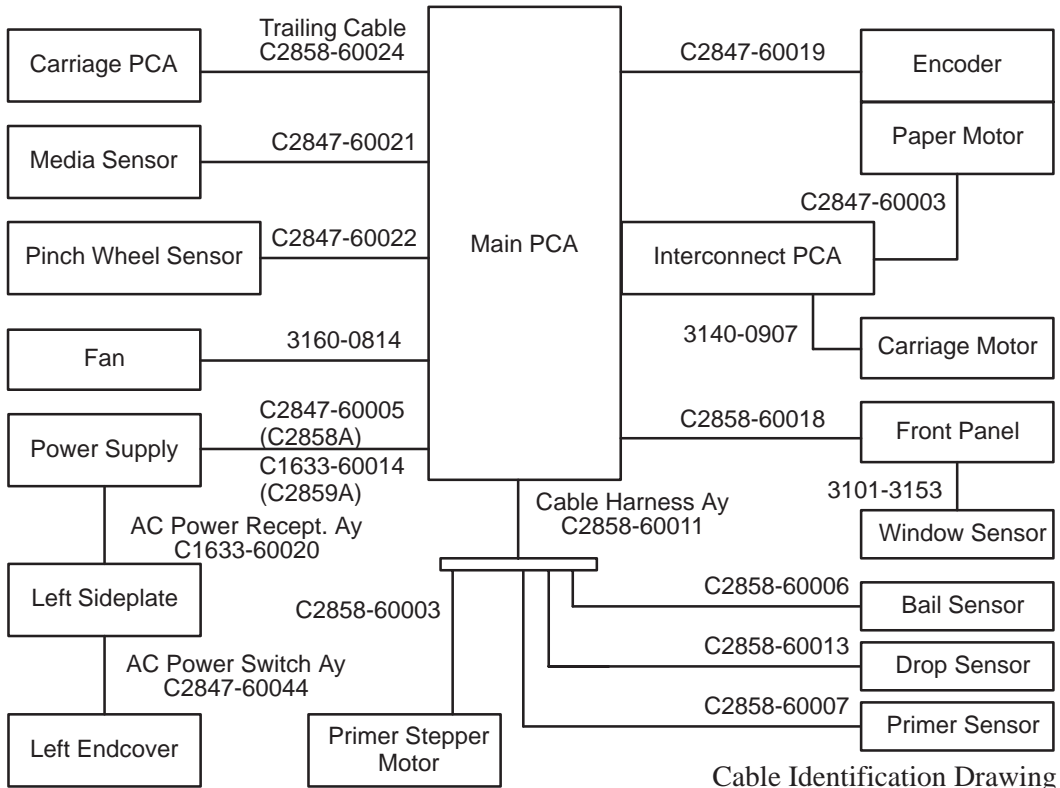 Trailing Cable
C2858-60024
Carriage PCA
C2847-60019
Encoder
Media Sensor
C2847-60021
Paper Motor
C2847-60003
Pinch Wheel Sensor
C2847-60022
Main PCA
Interconnect PCA
Fan
3160-0814
3140-0907
Carriage Motor
Power Supply
C2847-60005
(C2858A)
C1633-60014
(C2859A)
C2858-60018
Front Panel
3101-3153
Window Sensor
AC Power Recept. Ay
C1633-60020
Cable Harness Ay
C2858-60011
Left Sideplate
C2858-60003
C2858-60006
Bail Sensor
C2858-60013
Drop Sensor
AC Power Switch Ay
C2847-60044
C2858-60007
Primer Sensor
Left Endcover
Primer Stepper
Motor
Cable Identification Drawing